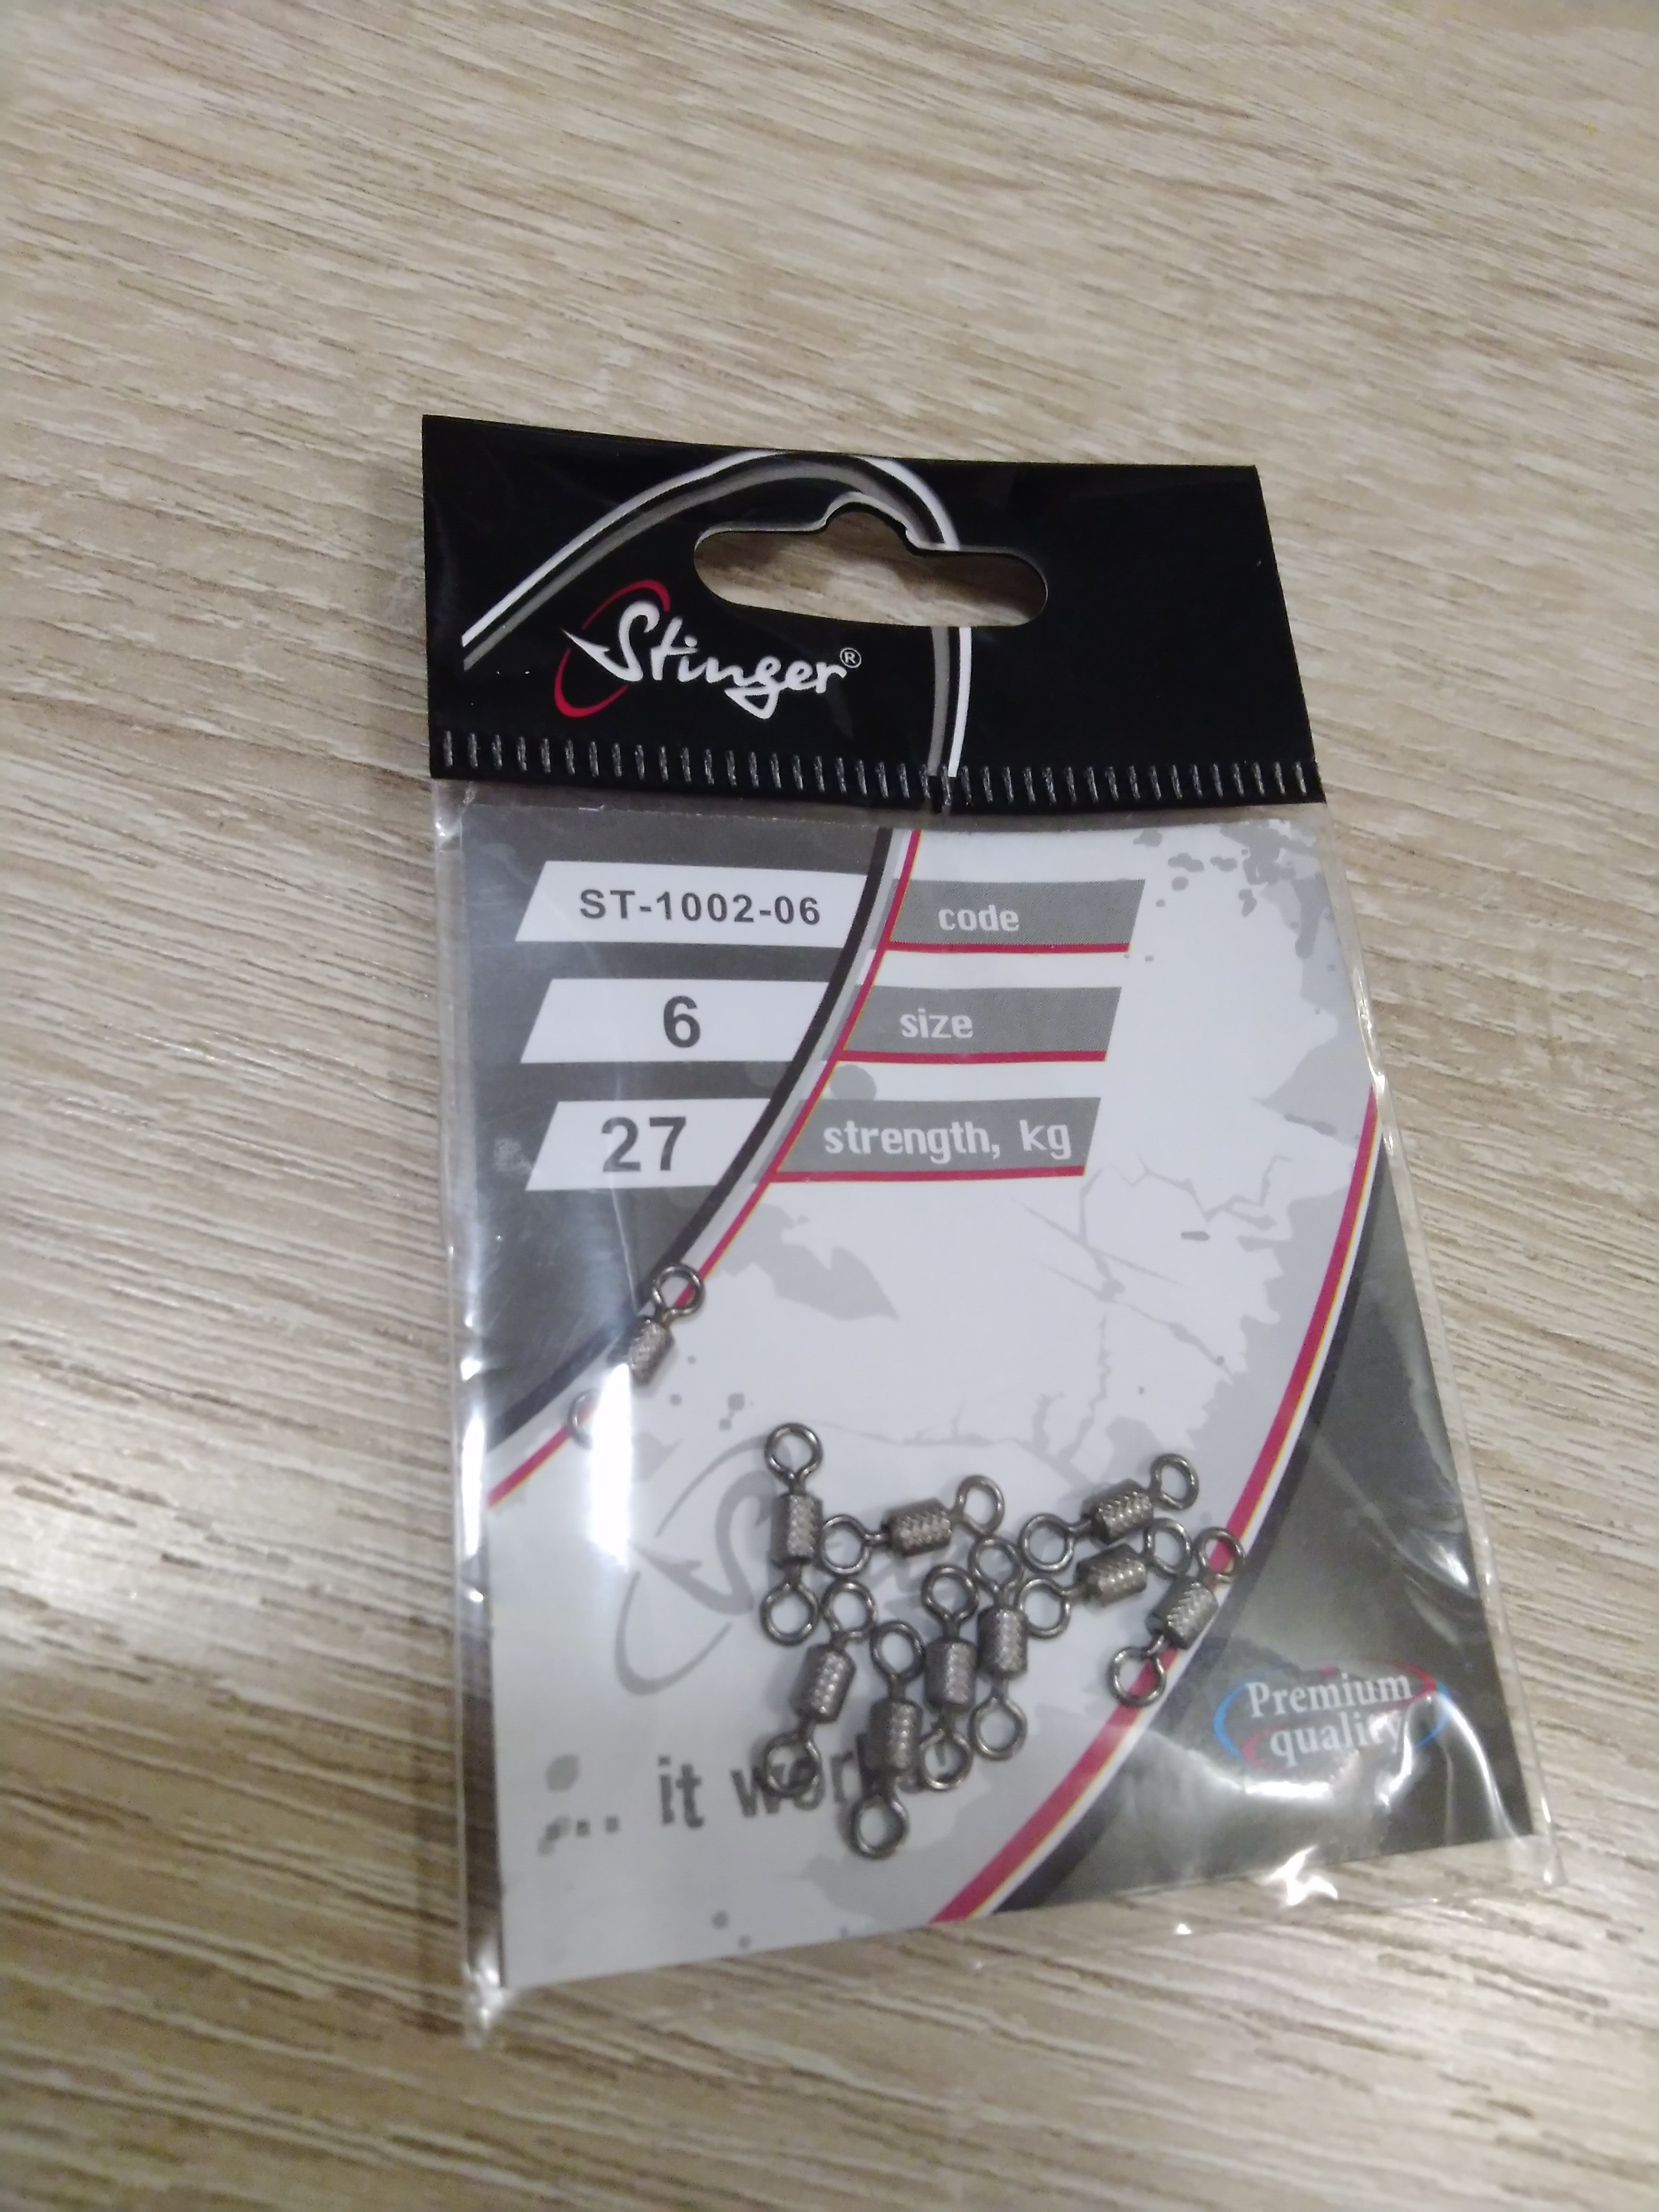 Stinger®
ST-1002-06 code
6 size
27 strength, kg
Premium
quality
... it